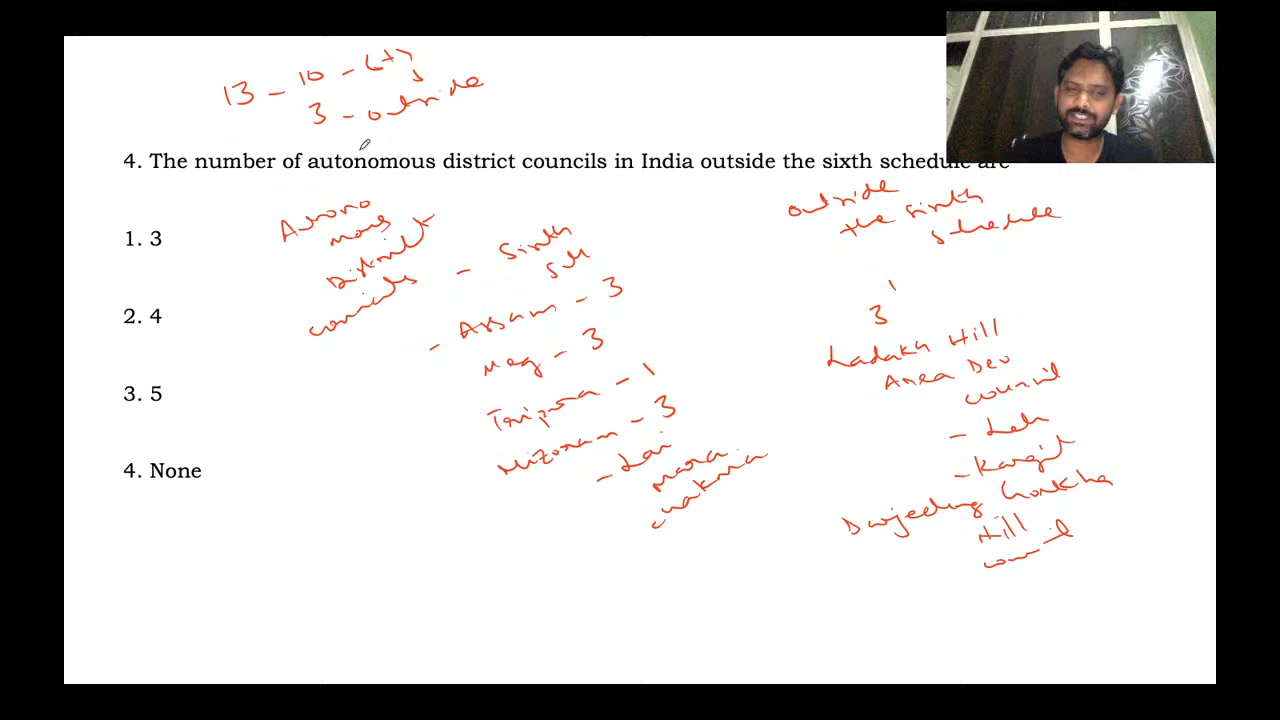 13 - 10 -
3 - outside
4. The number of autonomous district councils in India outside the sixth schedule are
Autono
mous
District
councils
- Sixth
Sch
- Assam - 3
Meg - 3
Tripura - 1
Mizoram - 3
- Lai
mara
chakma
outside
the sixth
schedule
3
Ladakh Hill
Area Dev
council
- Leh
- Kargil
Darjeeling Gorkha
Hill
council
1. 3
2. 4
3. 5
4. None